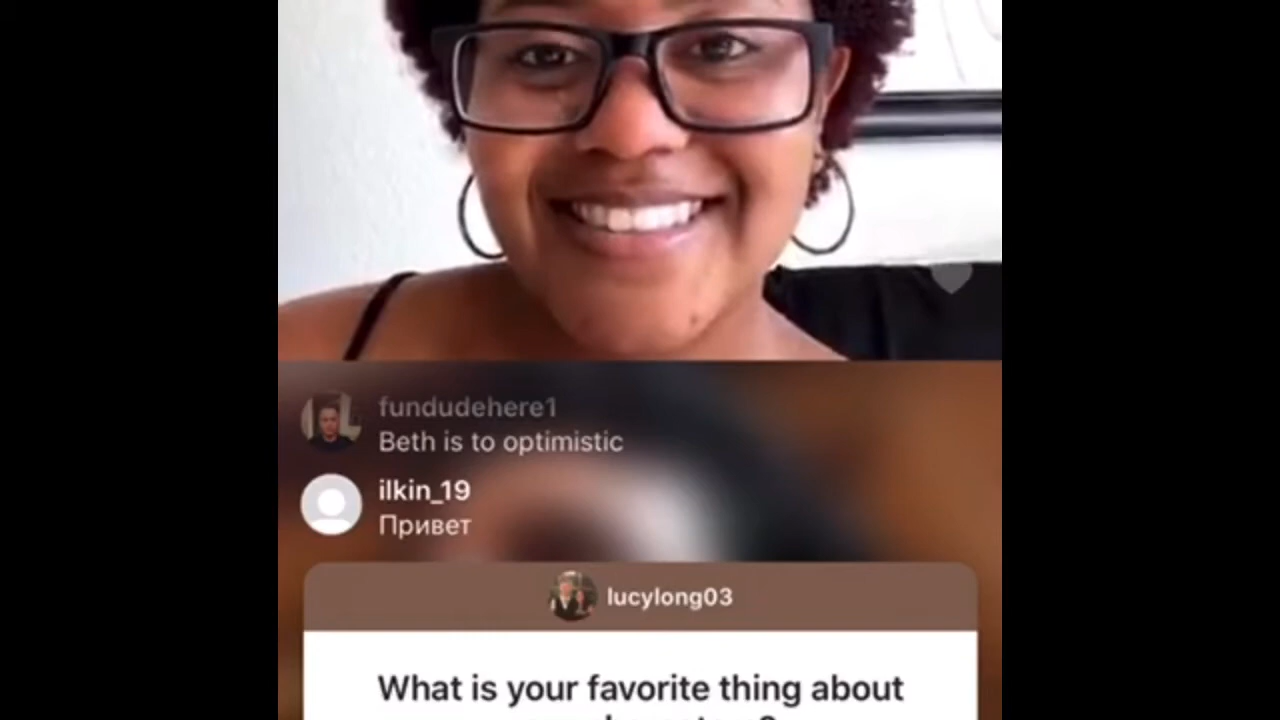 fundudehere1
Beth is to optimistic
ilkin_19
Привет
lucylong03
What is your favorite thing about